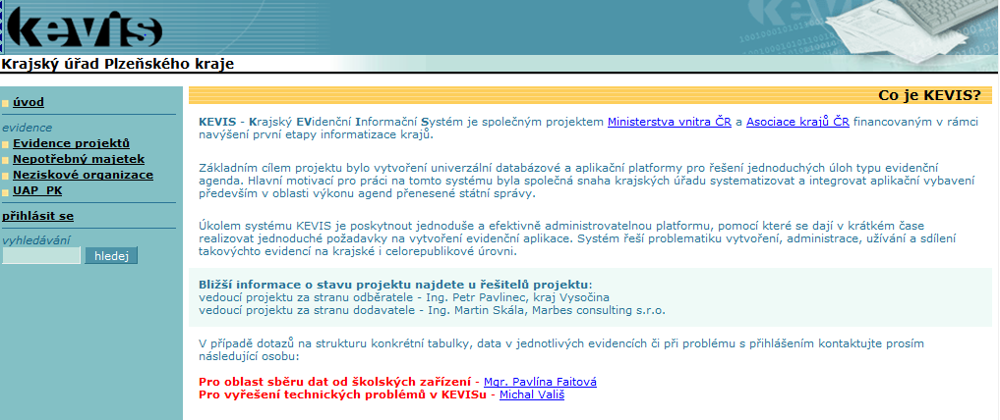 kevis
Krajský úřad Plzeňského kraje
úvod
evidence
Evidence projektů
Nepotřebný majetek
Neziskové organizace
UAP_PK
přihlásit se
vyhledávání
hledej
Co je KEVIS?
KEVIS - Krajský EVidenční Informační Systém je společným projektem Ministerstva vnitra ČR a Asociace krajů ČR financovaným v rámci
navýšení první etapy informatizace krajů.
Základním cílem projektu bylo vytvoření univerzální databázové a aplikační platformy pro řešení jednoduchých úloh typu evidenční
agenda. Hlavní motivací pro práci na tomto systému byla společná snaha krajských úřadu systematizovat a integrovat aplikační vybavení
především v oblasti výkonu agend přenesené státní správy.
Úkolem systému KEVIS je poskytnout jednoduše a efektivně administrovatelnou platformu, pomocí které se dají v krátkém čase
realizovat jednoduché požadavky na vytvoření evidenční aplikace. Systém řeší problematiku vytvoření, administrace, užívání a sdílení
takovýchto evidencí na krajské i celorepublikové úrovni.
Bližší informace o stavu projektu najdete u řešitelů projektu:
vedoucí projektu za stranu odběratele - Ing. Petr Pavlinec, kraj Vysočina
vedoucí projektu za stranu dodavatele - Ing. Martin Skála, Marbes consulting s.r.o.
V případě dotazů na strukturu konkrétní tabulky, data v jednotlivých evidencích či při problému s přihlášením kontaktujte prosím
následující osobu:
Pro oblast sběru dat od školských zařízení - Mgr. Pavlína Faitová
Pro vyřešení technických problémů v KEVISu - Michal Vališ